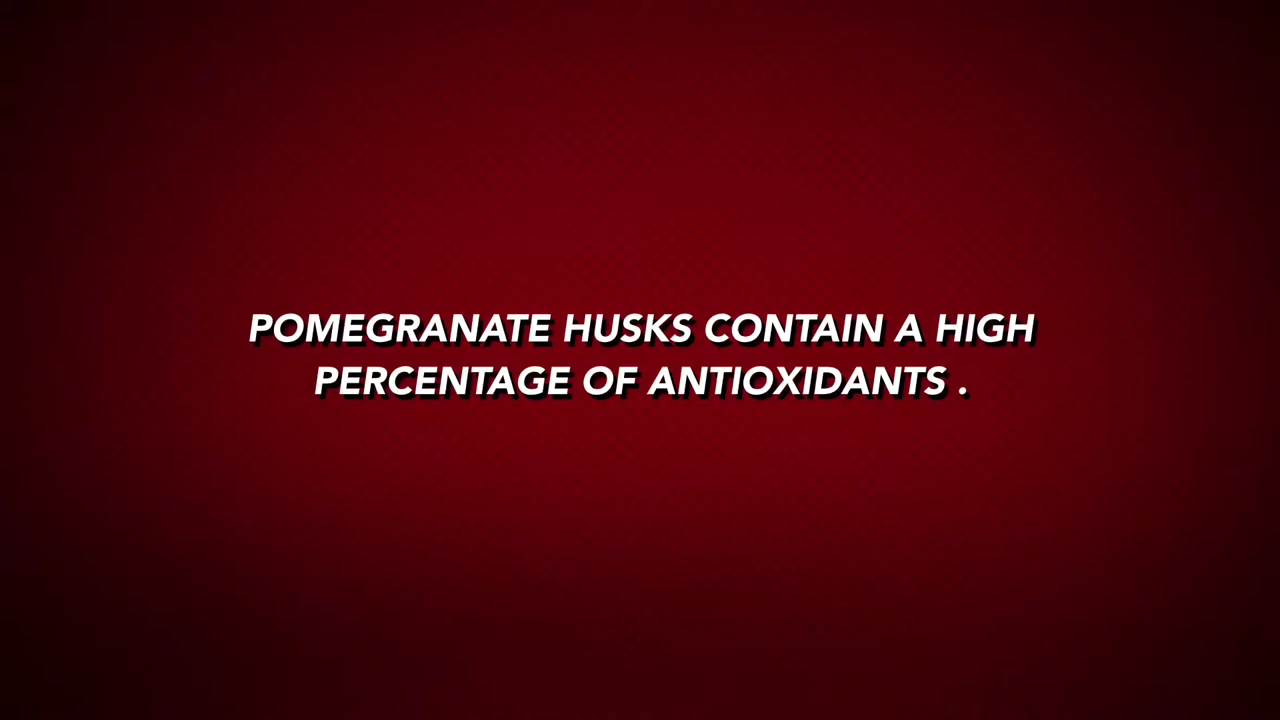 POMEGRANATE HUSKS CONTAIN A HIGH
PERCENTAGE OF ANTIOXIDANTS .